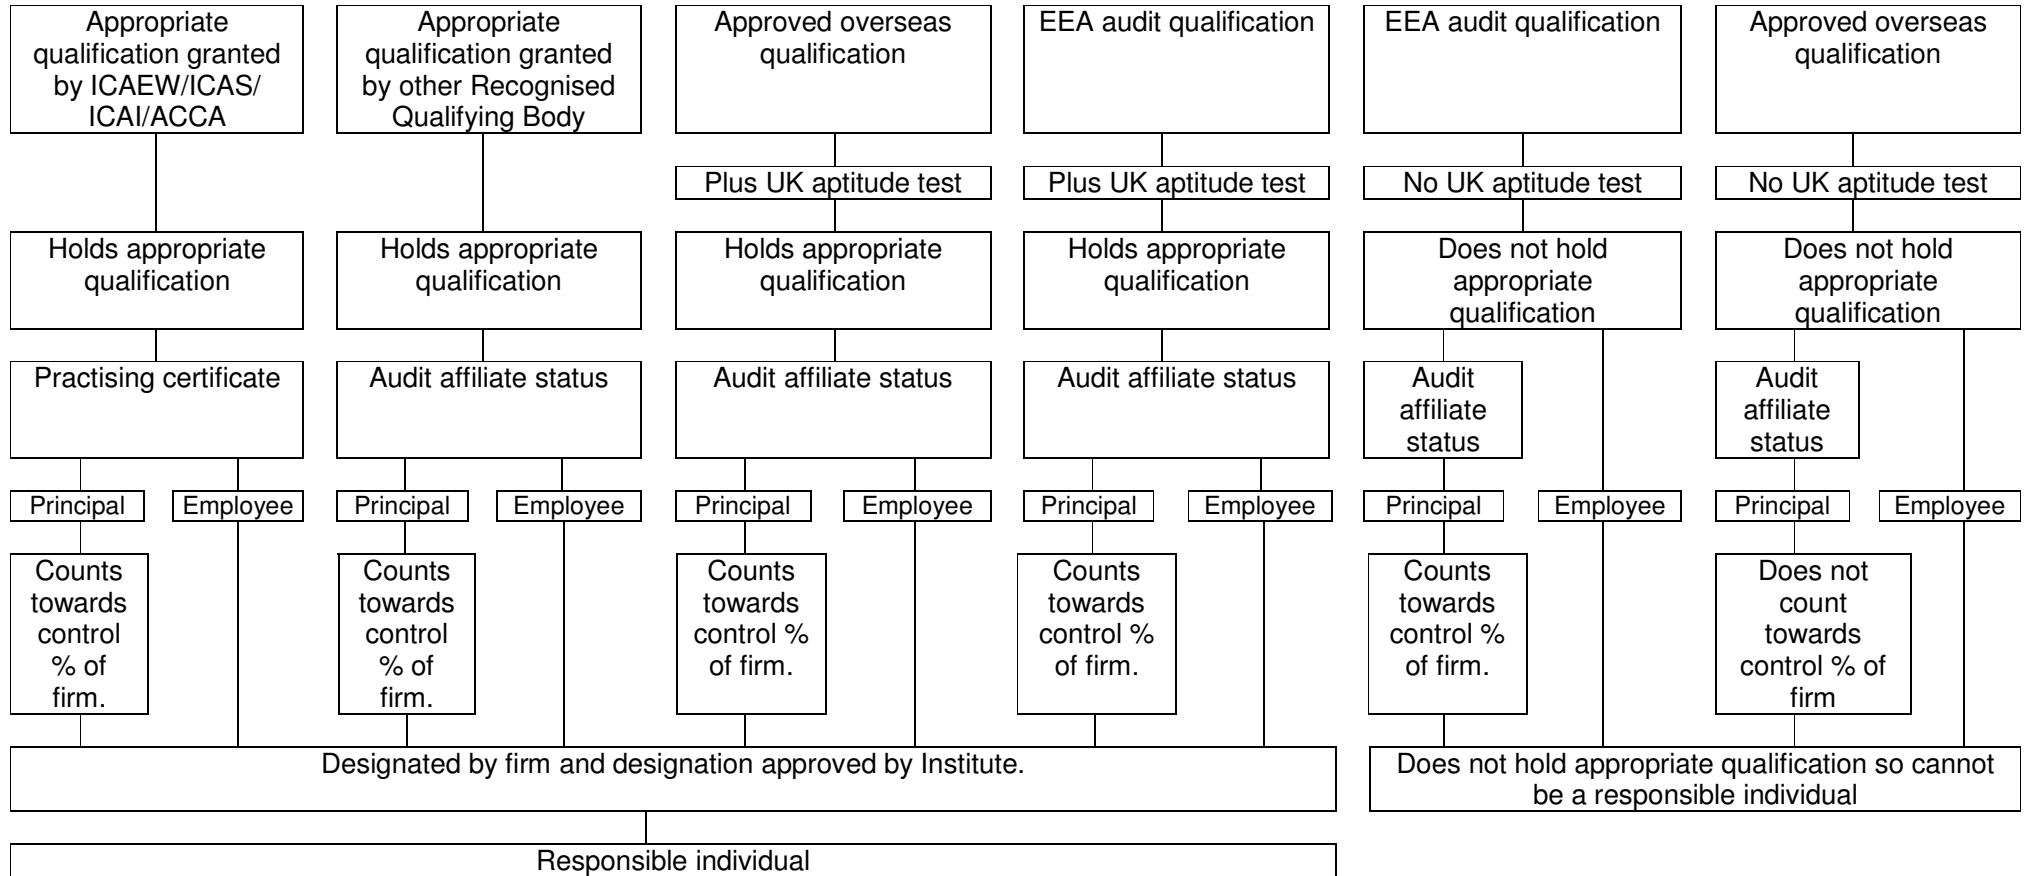 Appropriate
qualification granted
by ICAEW/ICAS/
ICAI/ACCA
Appropriate
qualification granted
by other Recognised
Qualifying Body
Approved overseas
qualification
EEA audit qualification
EEA audit qualification
Approved overseas
qualification
Plus UK aptitude test
Plus UK aptitude test
No UK aptitude test
No UK aptitude test
Holds appropriate
qualification
Holds appropriate
qualification
Holds appropriate
qualification
Holds appropriate
qualification
Does not hold
appropriate
qualification
Does not hold
appropriate
qualification
Practising certificate
Audit affiliate status
Audit affiliate status
Audit affiliate status
Audit
affiliate
status
Audit
affiliate
status
Principal
Employee
Principal
Employee
Principal
Employee
Principal
Employee
Principal
Employee
Principal
Employee
Counts
towards
control
% of
firm.
Counts
towards
control
% of
firm.
Counts
towards
control %
of firm.
Counts
towards
control %
of firm.
Counts
towards
control %
of firm.
Does not
count
towards
control % of
firm
Designated by firm and designation approved by Institute.
Does not hold appropriate qualification so cannot
be a responsible individual
Responsible individual